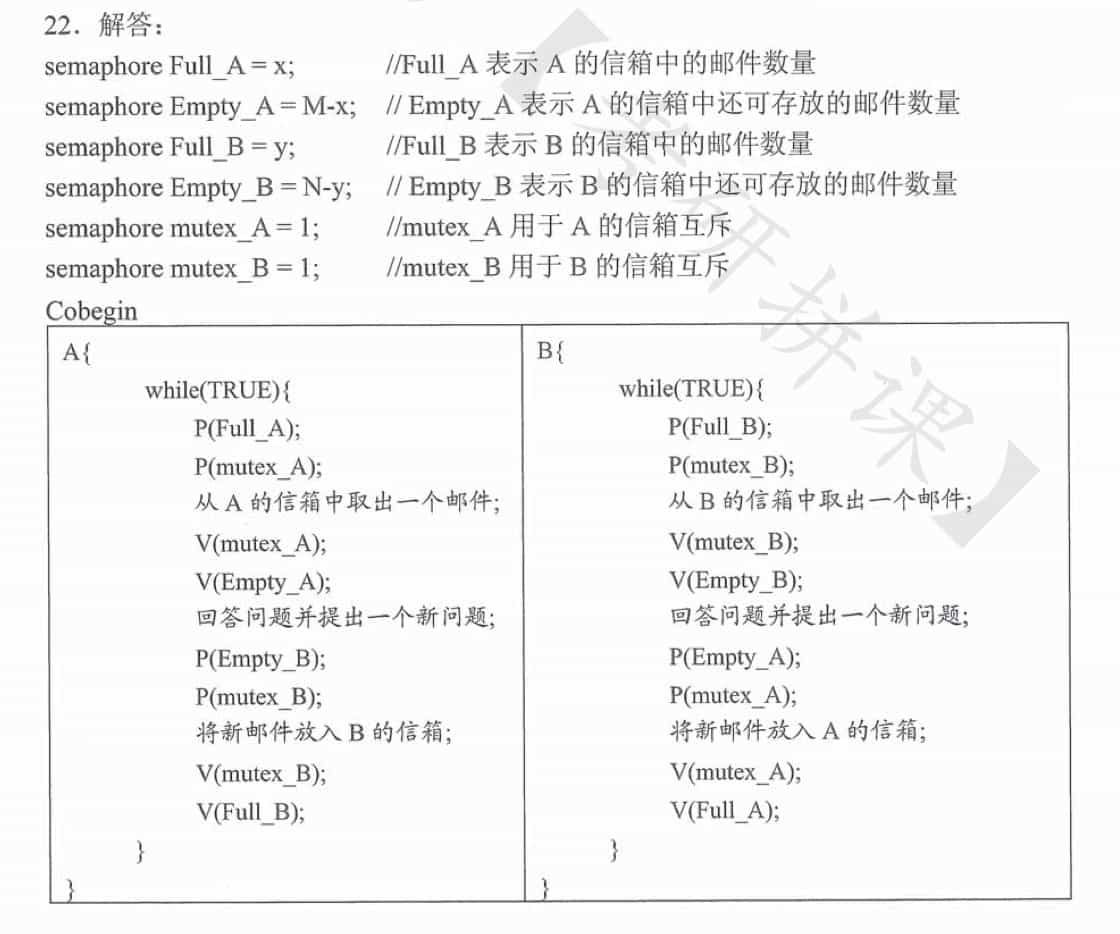 22．解答：
semaphore Full_A = x; //Full_A 表示 A 的信箱中的邮件数量
semaphore Empty_A = M-x; // Empty_A 表示 A 的信箱中还可存放的邮件数量
semaphore Full_B = y; //Full_B 表示 B 的信箱中的邮件数量
semaphore Empty_B = N-y; // Empty_B 表示 B 的信箱中还可存放的邮件数量
semaphore mutex_A = 1; //mutex_A 用于 A 的信箱互斥
semaphore mutex_B = 1; //mutex_B 用于 B 的信箱互斥
Cobegin
A{
while(TRUE){
P(Full_A);
P(mutex_A);
从 A 的信箱中取出一个邮件;
V(mutex_A);
V(Empty_A);
回答问题并提出一个新问题;
P(Empty_B);
P(mutex_B);
将新邮件放入 B 的信箱;
V(mutex_B);
V(Full_B);
}
}
B{
while(TRUE){
P(Full_B);
P(mutex_B);
从 B 的信箱中取出一个邮件;
V(mutex_B);
V(Empty_B);
回答问题并提出一个新问题;
P(Empty_A);
P(mutex_A);
将新邮件放入 A 的信箱;
V(mutex_A);
V(Full_A);
}
}
【考研拼课】